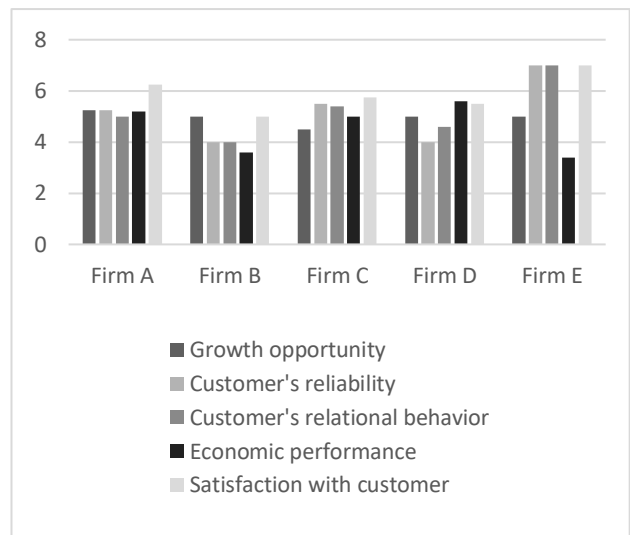 8
6
4
2
0
Firm A Firm B Firm C Firm D Firm E
Growth opportunity
Customer's reliability
Customer's relational behavior
Economic performance
Satisfaction with customer